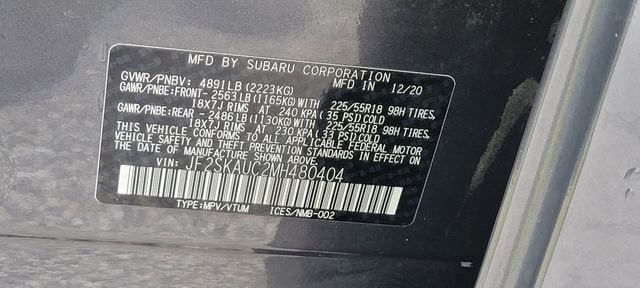 MFD BY SUBARU CORPORATION
GVWR/PNBV: 4891LB(2223KG) MFD IN 12/20
GAWR/PNBE:FRONT-2563LB(1165KG)WITH 225/55R18 98H TIRES,
18X7J RIMS AT 240 KPA(35 PSI)COLD
GAWR/PNBE:REAR -2486LB(1130KG)WITH 225/55R18 98H TIRES,
18X7J RIMS AT 230 KPA(33 PSI)COLD
THIS VEHICLE CONFORMS TO ALL APPLICABLE FEDERAL MOTOR
VEHICLE SAFETY AND THEFT PREVENTION STANDARDS IN EFFECT ON THE
DATE OF MANUFACTURE SHOWN ABOVE.
VIN: JF2SKAUC2MH480404
TYPE:MPV/VTUM ICES/NMB-002